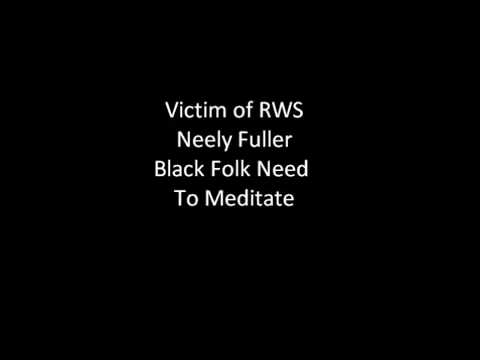 Victim of RWS
Neely Fuller
Black Folk Need
To Meditate